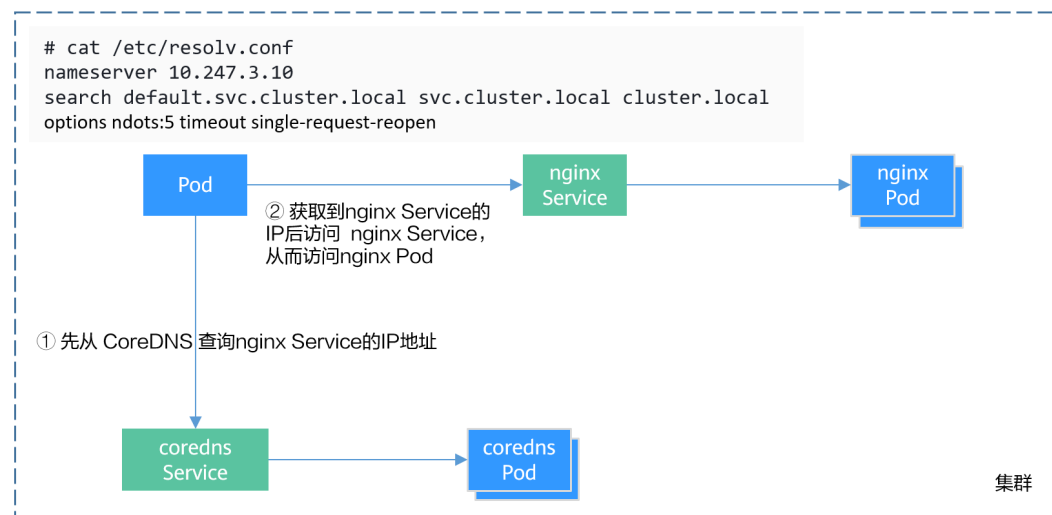 # cat /etc/resolv.conf
nameserver 10.247.3.10
search default.svc.cluster.local svc.cluster.local cluster.local
options ndots:5 timeout single-request-reopen
Pod
nginx
Service
nginx
Pod
② 获取到nginx Service的
IP后访问 nginx Service，
从而访问nginx Pod
① 先从 CoreDNS 查询nginx Service的IP地址
coredns
Service
coredns
Pod
集群